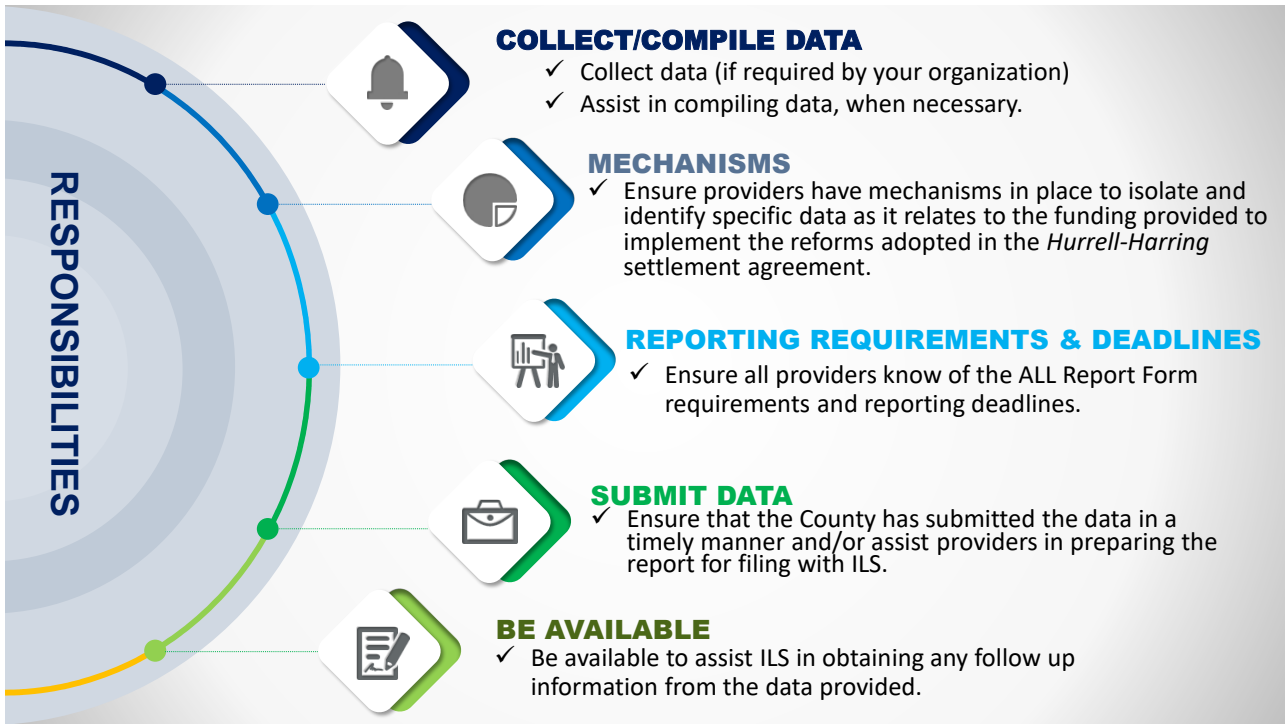 RESPONSIBILITIES
COLLECT/COMPILE DATA
✓ Collect data (if required by your organization)
✓ Assist in compiling data, when necessary.
MECHANISMS
✓ Ensure providers have mechanisms in place to isolate and
identify specific data as it relates to the funding provided to
implement the reforms adopted in the Hurrell-Harring
settlement agreement.
REPORTING REQUIREMENTS & DEADLINES
✓ Ensure all providers know of the ALL Report Form
requirements and reporting deadlines.
SUBMIT DATA
✓ Ensure that the County has submitted the data in a
timely manner and/or assist providers in preparing the
report for filing with ILS.
BE AVAILABLE
✓ Be available to assist ILS in obtaining any follow up
information from the data provided.